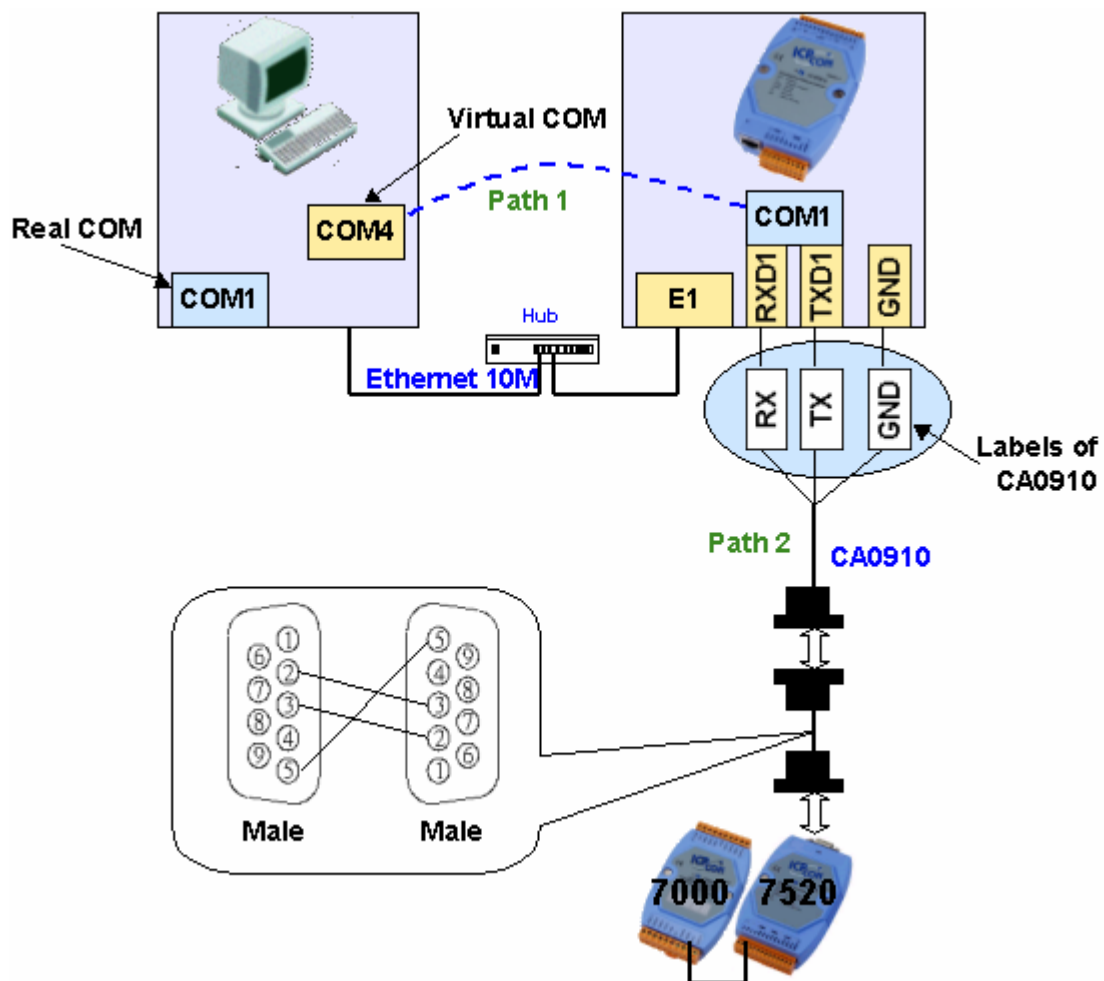 Virtual COM
Path 1
Real COM
COM4
COM1
COM1
E1
RXD1
TXD1
GND
Hub
Ethernet 10M
RX
TX
GND
Labels of
CA0910
Path 2
CA0910
1
6
2
7
3
8
4
9
5
5
9
4
8
3
7
2
6
1
Male
Male
7000
7520